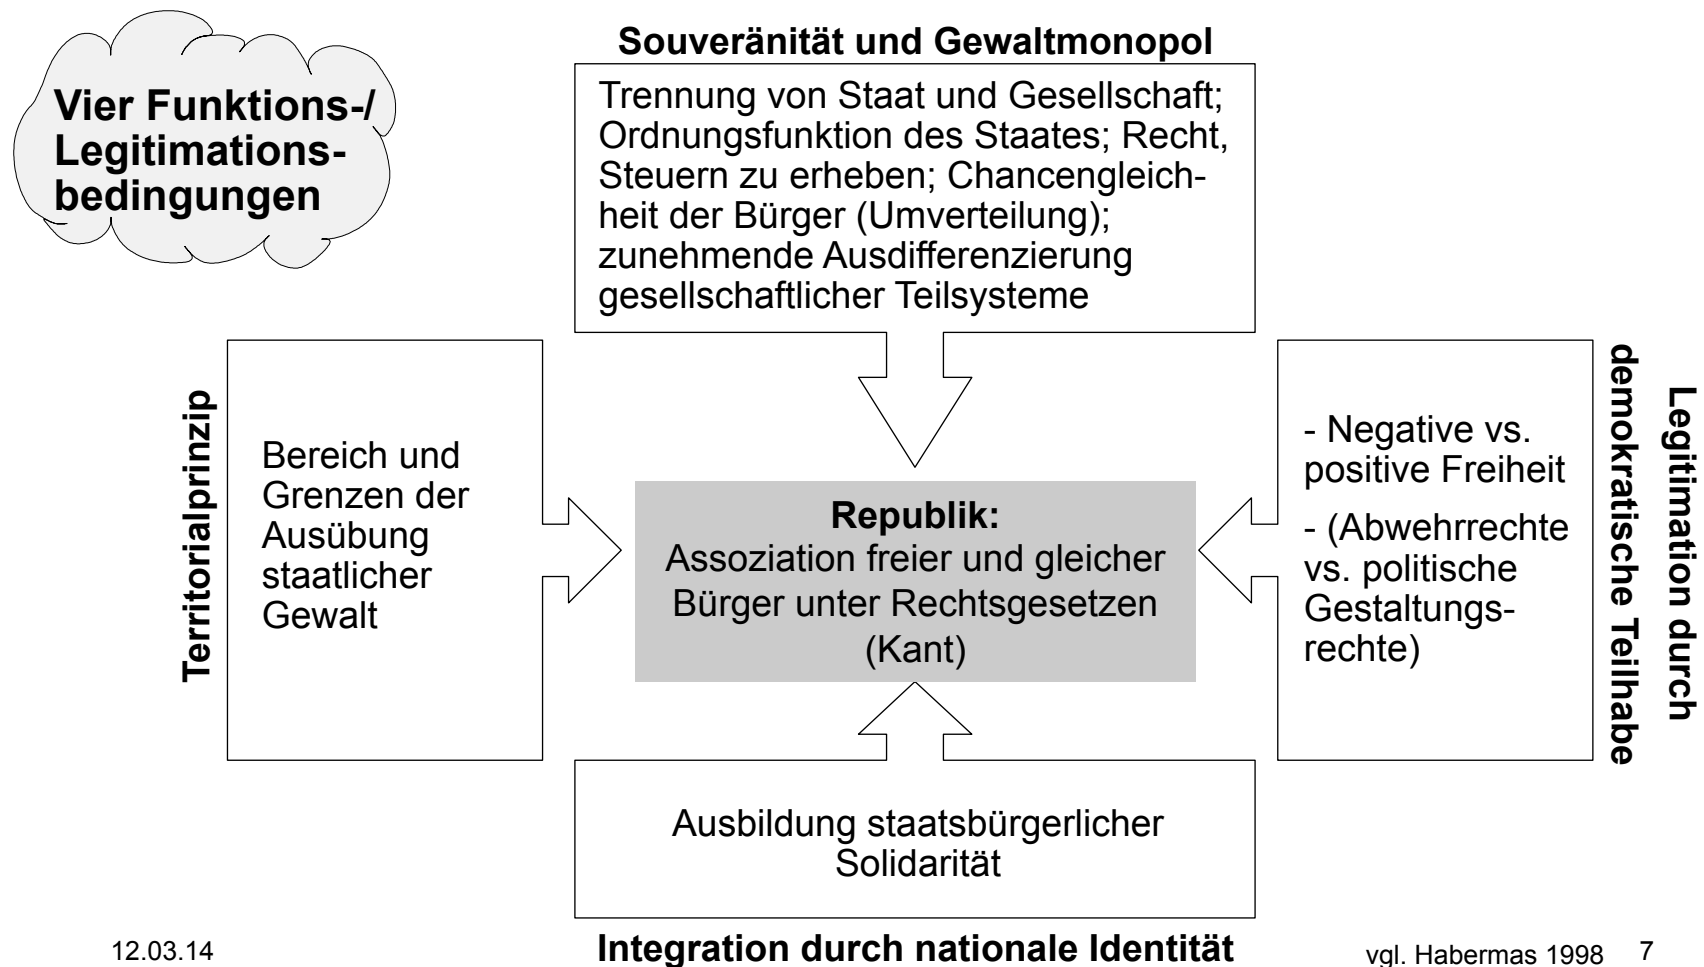 Vier Funktions-/
Legitimations-
bedingungen
Souveränität und Gewaltmonopol
Trennung von Staat und Gesellschaft;
Ordnungsfunktion des Staates; Recht,
Steuern zu erheben; Chancengleich-
heit der Bürger (Umverteilung);
zunehmende Ausdifferenzierung
gesellschaftlicher Teilsysteme
Territorialprinzip
Bereich und
Grenzen der
Ausübung
staatlicher
Gewalt
Republik:
Assoziation freier und gleicher
Bürger unter Rechtsgesetzen
(Kant)
- Negative vs.
positive Freiheit
- (Abwehrrechte
vs. politische
Gestaltungs-
rechte)
Legitimation durch
demokratische Teilhabe
Ausbildung staatsbürgerlicher
Solidarität
Integration durch nationale Identität
12.03.14
vgl. Habermas 1998
7